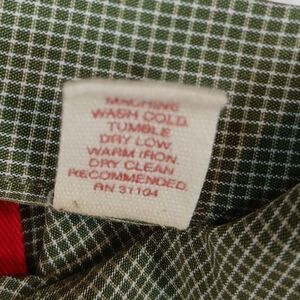 MACHINE
WASH COLD.
TUMBLE
DRY LOW.
WARM IRON.
DRY CLEAN
RECOMMENDED.
RN 31104